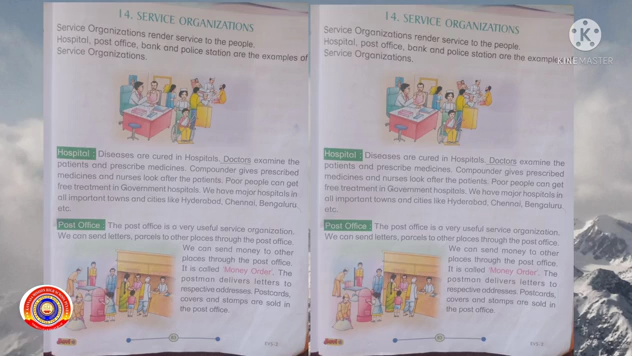 14. SERVICE ORGANIZATIONS
Service Organizations render service to the people.
Hospital, post office, bank and police station are the examples of
Service Organizations.
Hospital : Diseases are cured in Hospitals. Doctors examine the
patients and prescribe medicines. Compounder gives prescribed
medicines and nurses look after the patients. Poor people can get
free treatment in Government hospitals. We have major hospitals in
all important towns and cities like Hyderabad, Chennai, Bengaluru
etc.
Post Office : The post office is a very useful service organization.
We can send letters, parcels to other places through the post office.
We can send money to other
places through the post office.
It is called 'Money Order'. The
postman delivers letters to
respective addresses. Postcards,
covers and stamps are sold in
the post office.
14. SERVICE ORGANIZATIONS
Service Organizations render service to the people.
Hospital, post office, bank and police station are the example
Service Organizations.
Hospital : Diseases are cured in Hospitals. Doctors examine the
patients and prescribe medicines. Compounder gives prescribed
medicines and nurses look after the patients. Poor people can get
free treatment in Government hospitals. We have major hospitals in
all important towns and cities like Hyderabad, Chennai, Bengaluru
etc.
Post Office : The post office is a very useful service organization.
We can send letters, parcels to other places through the post office.
We can send money to other
places through the post office.
It is called 'Money Order'. The
postman delivers letters to
respective addresses. Postcards,
covers and stamps are sold in
the post office.
K
KINEMASTER